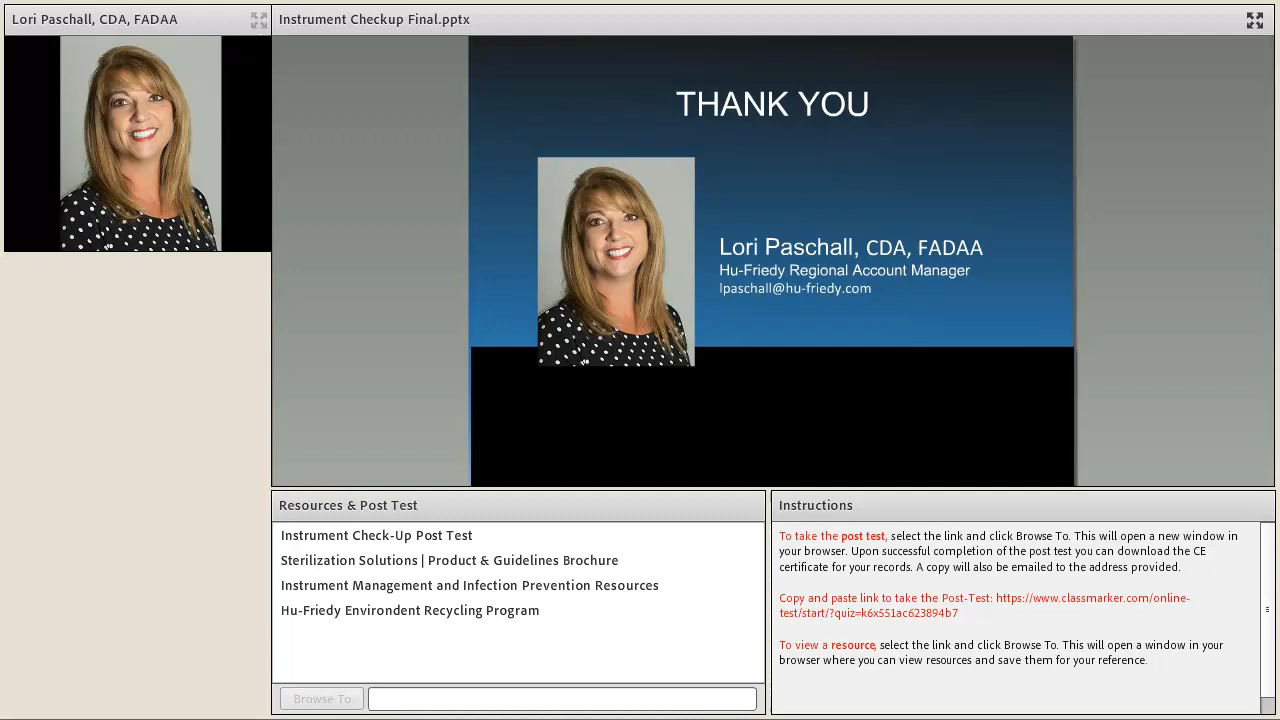 Lori Paschall, CDA, FADAA
Instrument Checkup Final.pptx
THANK YOU
Lori Paschall, CDA, FADAA
Hu-Friedy Regional Account Manager
lpaschall@hu-friedy.com
Resources & Post Test
Instrument Check-Up Post Test
Sterilization Solutions | Product & Guidelines Brochure
Instrument Management and Infection Prevention Resources
Hu-Friedy Environdent Recycling Program
Browse To
Instructions
To take the post test, select the link and click Browse To. This will open a new window in
your browser. Upon successful completion of the post test you can download the CE
certificate for your records. A copy will also be emailed to the address provided.
Copy and paste link to take the Post-Test: https://www.classmarker.com/online-
test/start/?quiz=k6x551ac623894b7
To view a resource, select the link and click Browse To. This will open a window in your
browser where you can view resources and save them for your reference.